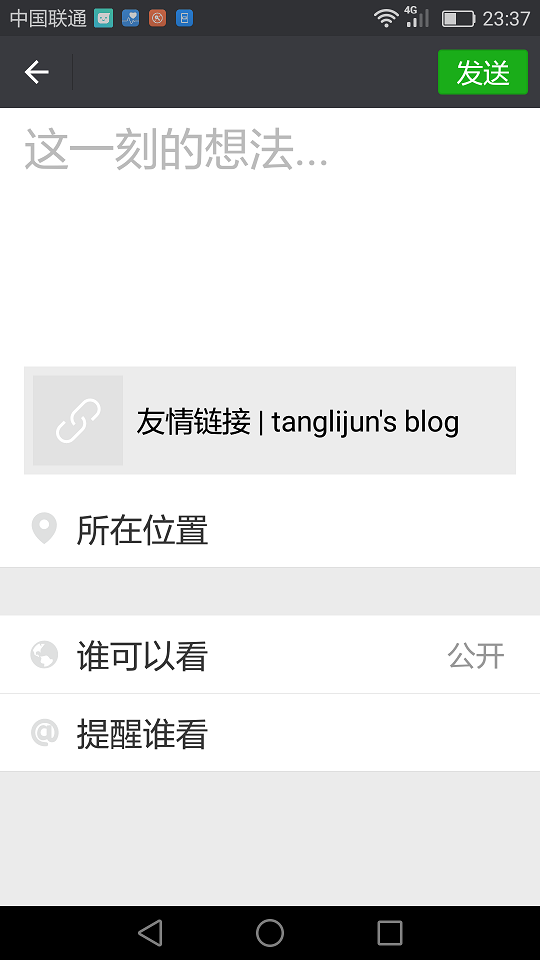 中国联通 4G 23:37
发送
这一刻的想法...
友情链接 | tanglijun's blog
所在位置
谁可以看 公开
提醒谁看